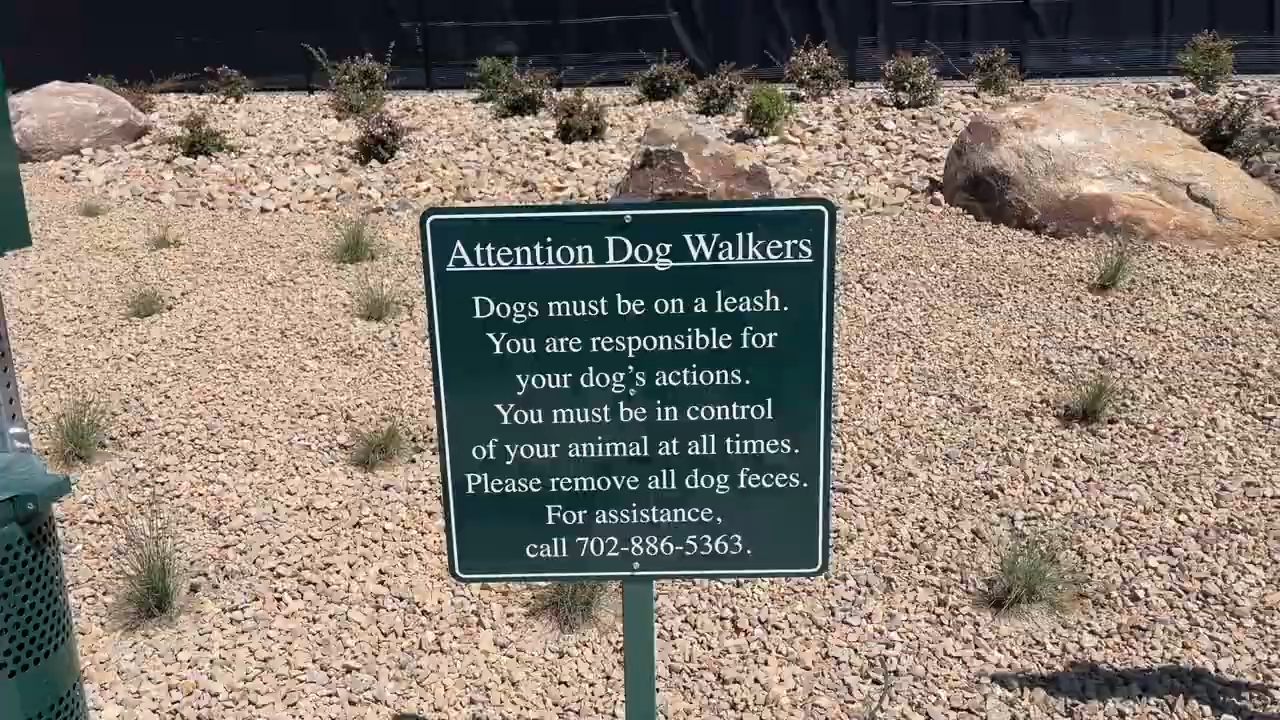 Attention Dog Walkers
Dogs must be on a leash.
You are responsible for
your dog's actions.
You must be in control
of your animal at all times.
Please remove all dog feces.
For assistance,
call 702-886-5363.